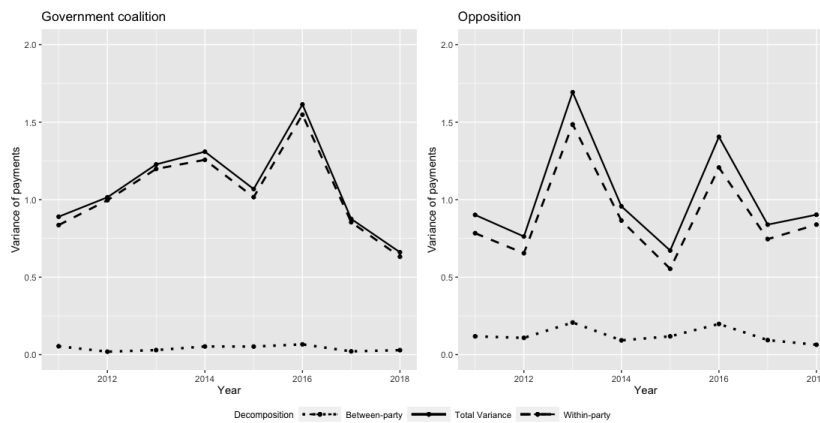 Government coalition
Opposition
2.0
1.5
1.0
0.5
0.0
Variance of payments
2012
2014
2016
2018
Year
2.0
1.5
1.0
0.5
0.0
Variance of payments
2012
2014
2016
201
Year
Decomposition Between-party Total Variance Within-party